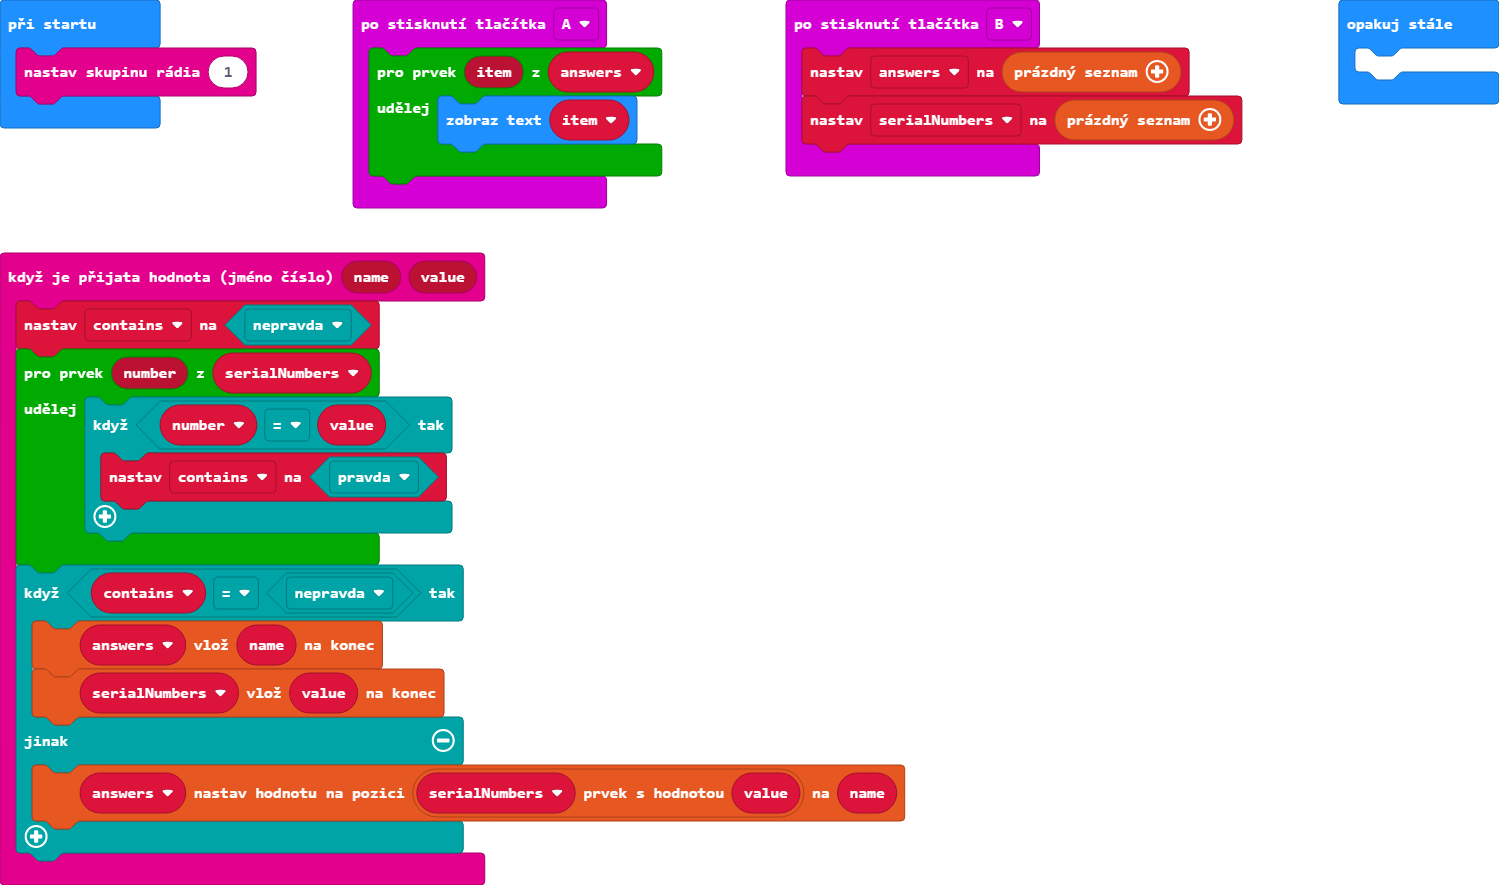 při startu
nastav skupinu rádia 1
po stisknutí tlačítka A
pro prvek item z answers
udělej zobraz text item
po stisknutí tlačítka B
nastav answers na prázdný seznam
nastav serialNumbers na prázdný seznam
opakuj stále
když je přijata hodnota (jméno číslo) name value
nastav contains na nepravda
pro prvek number z serialNumbers
udělej
když number = value tak
nastav contains na pravda
když contains = nepravda tak
answers vlož name na konec
serialNumbers vlož value na konec
jinak
answers nastav hodnotu na pozici serialNumbers prvek s hodnotou value na name